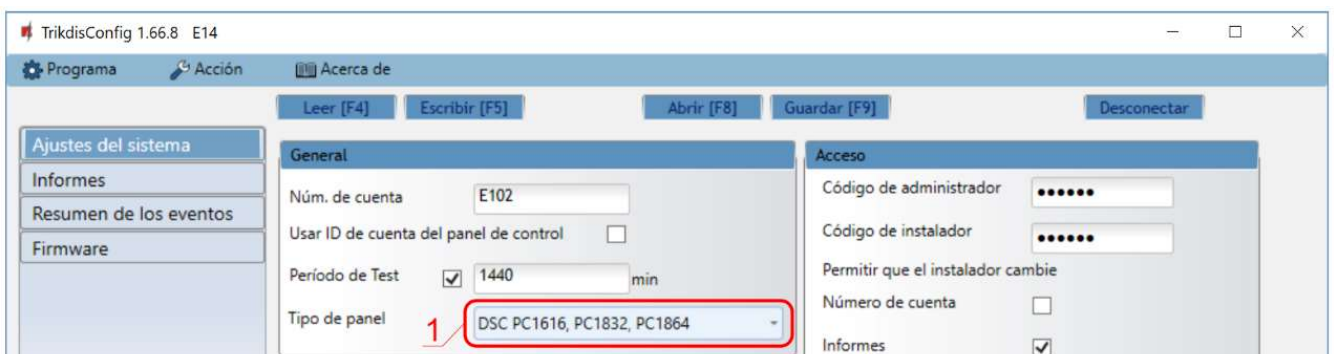 TrikdisConfig 1.66.8 E14
Programa Acción Acerca de
Leer [F4] Escribir [F5] Abrir [F8] Guardar [F9] Desconectar
Ajustes del sistema
Informes
Resumen de los eventos
Firmware
General
Núm. de cuenta E102
Usar ID de cuenta del panel de control
Período de Test 1440 min
Tipo de panel 1 DSC PC1616, PC1832, PC1864
Acceso
Código de administrador ●●●●●●
Código de instalador ●●●●●●
Permitir que el instalador cambie
Número de cuenta
Informes